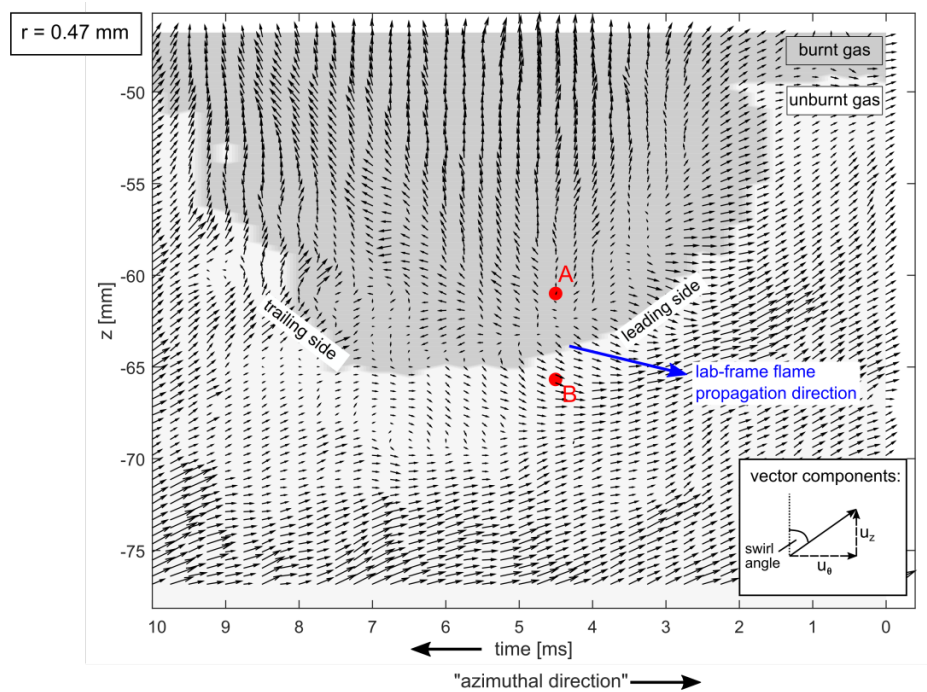 r = 0.47 mm
burnt gas
unburnt gas
-50
-55
-60
-65
-70
-75
z [mm]
A
B
trailing side
leading side
lab-frame flame
propagation direction
vector components:
swirl
angle
uz
uθ
10 9 8 7 6 5 4 3 2 1 0
time [ms]
"azimuthal direction"